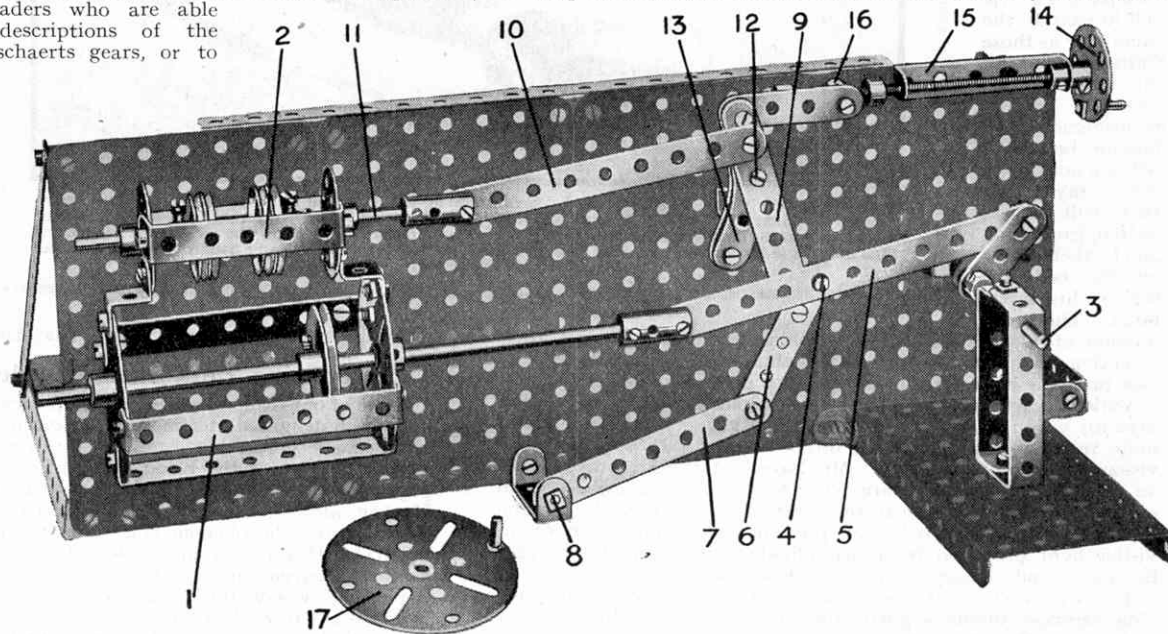 aders who are able
descriptions of the
schaerts gears, or to
2 11 10 13 12 9 16 15 14
3
1 17 8 7 6 4 5